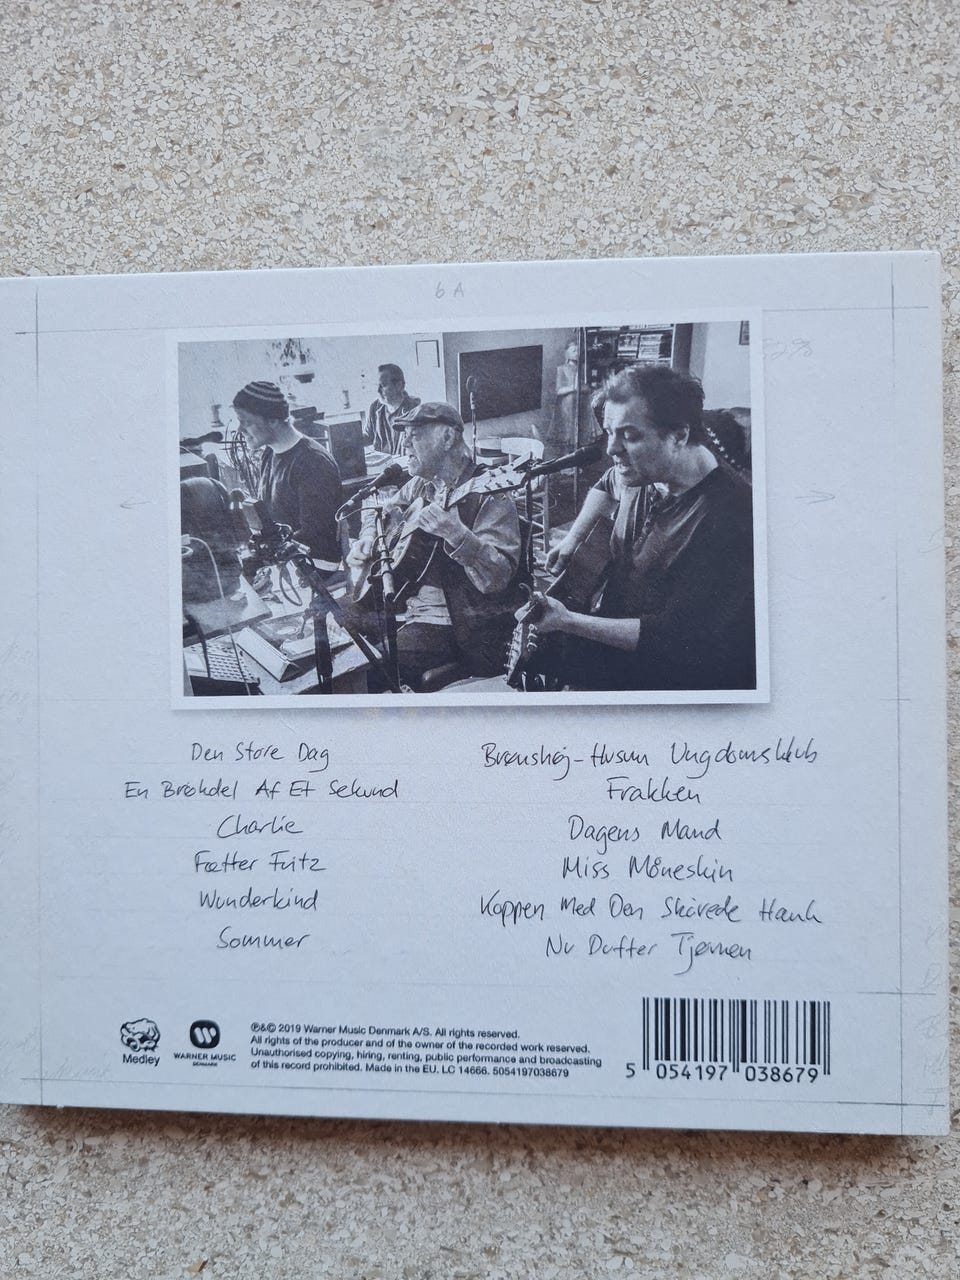 6 A
Den Store Dag
En Brøkdel Af Et Sekund
Charlie
Fætter Fritz
Wunderkind
Sommer
Brønshøj-Husum Ungdomsklub
Frakken
Dagens Mand
Miss Måneskin
Koppen Med Den Skårede Hank
Nu Dufter Tjørnen
Medley
WARNER MUSIC
DENMARK
℗&© 2019 Warner Music Denmark A/S. All rights reserved.
All rights of the producer and of the owner of the recorded work reserved.
Unauthorised copying, hiring, renting, public performance and broadcasting
of this record prohibited. Made in the EU. LC 14666. 5054197038679
5 054197 038679